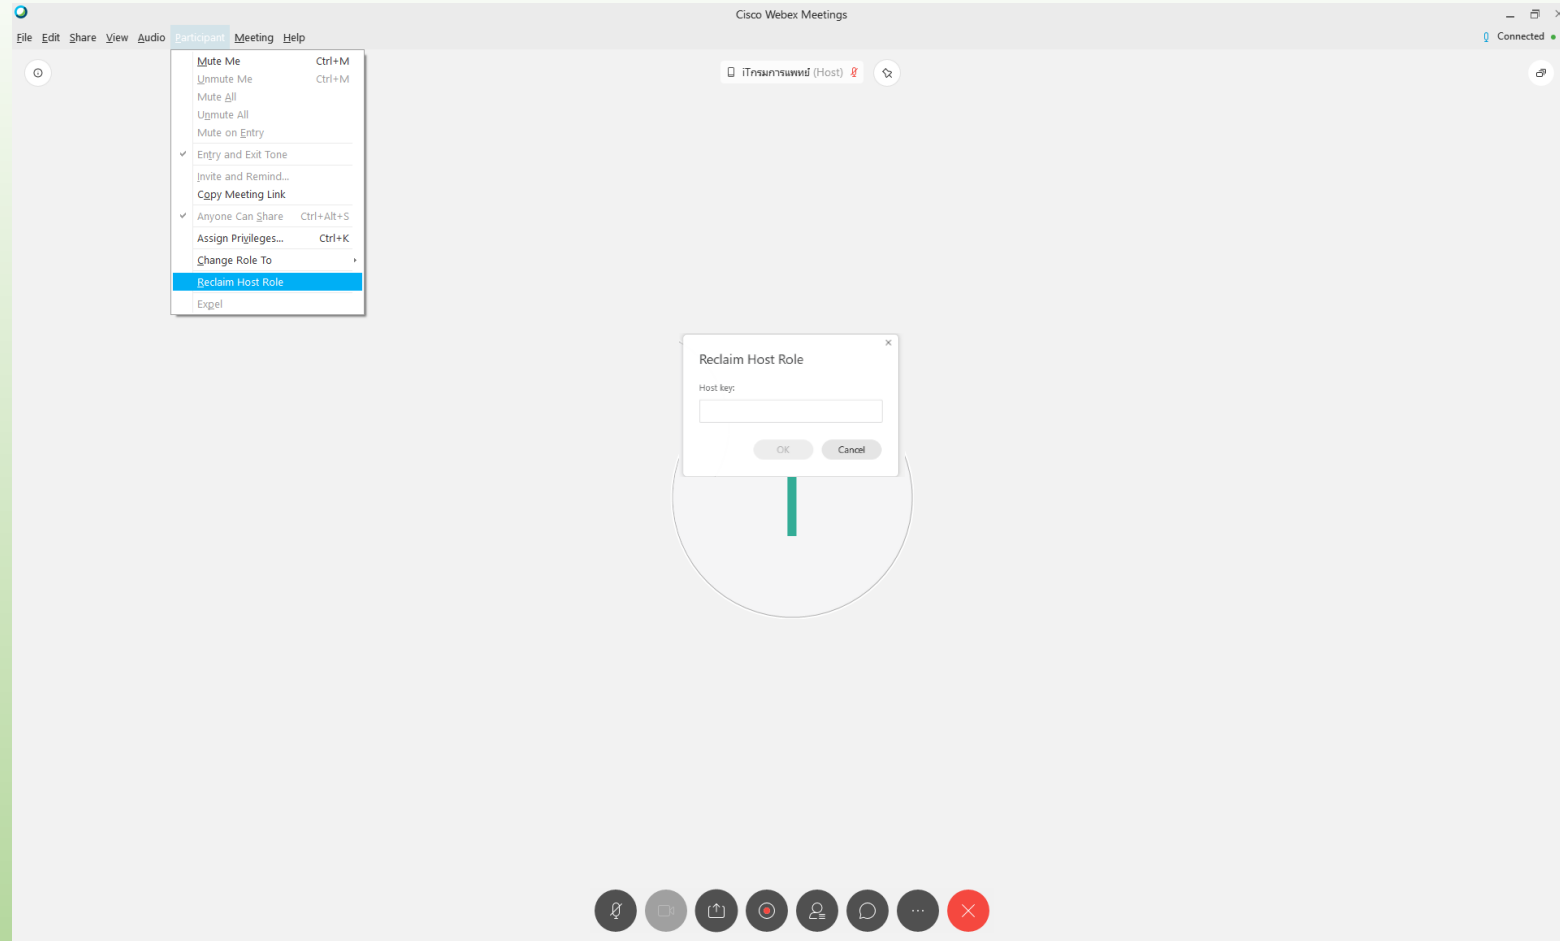 Cisco Webex Meetings
File Edit Share View Audio Participant Meeting Help
Connected
iTกรมการแพทย์ (Host)
Mute Me Ctrl+M
Unmute Me Ctrl+M
Mute All
Unmute All
Mute on Entry
Entry and Exit Tone
Invite and Remind...
Copy Meeting Link
Anyone Can Share Ctrl+Alt+S
Assign Privileges... Ctrl+K
Change Role To
Reclaim Host Role
Expel
Reclaim Host Role
Host key:
OK Cancel